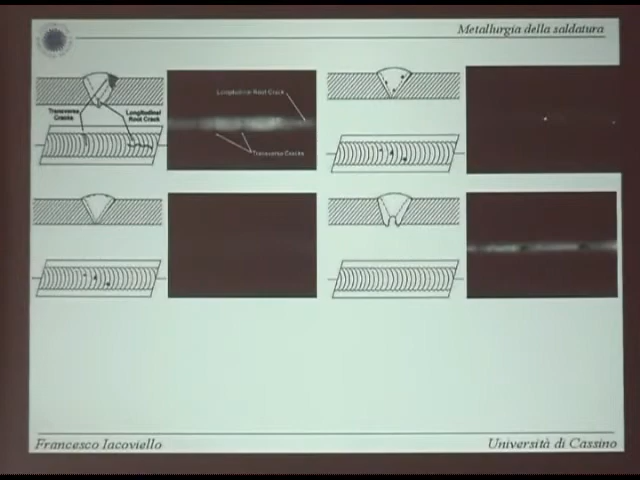 Metallurgia della saldatura
Transverse
Cracks
Longitudinal
Root Crack
Longitudinal Root Crack
Transverse Cracks
Francesco Iacoviello
Università di Cassino